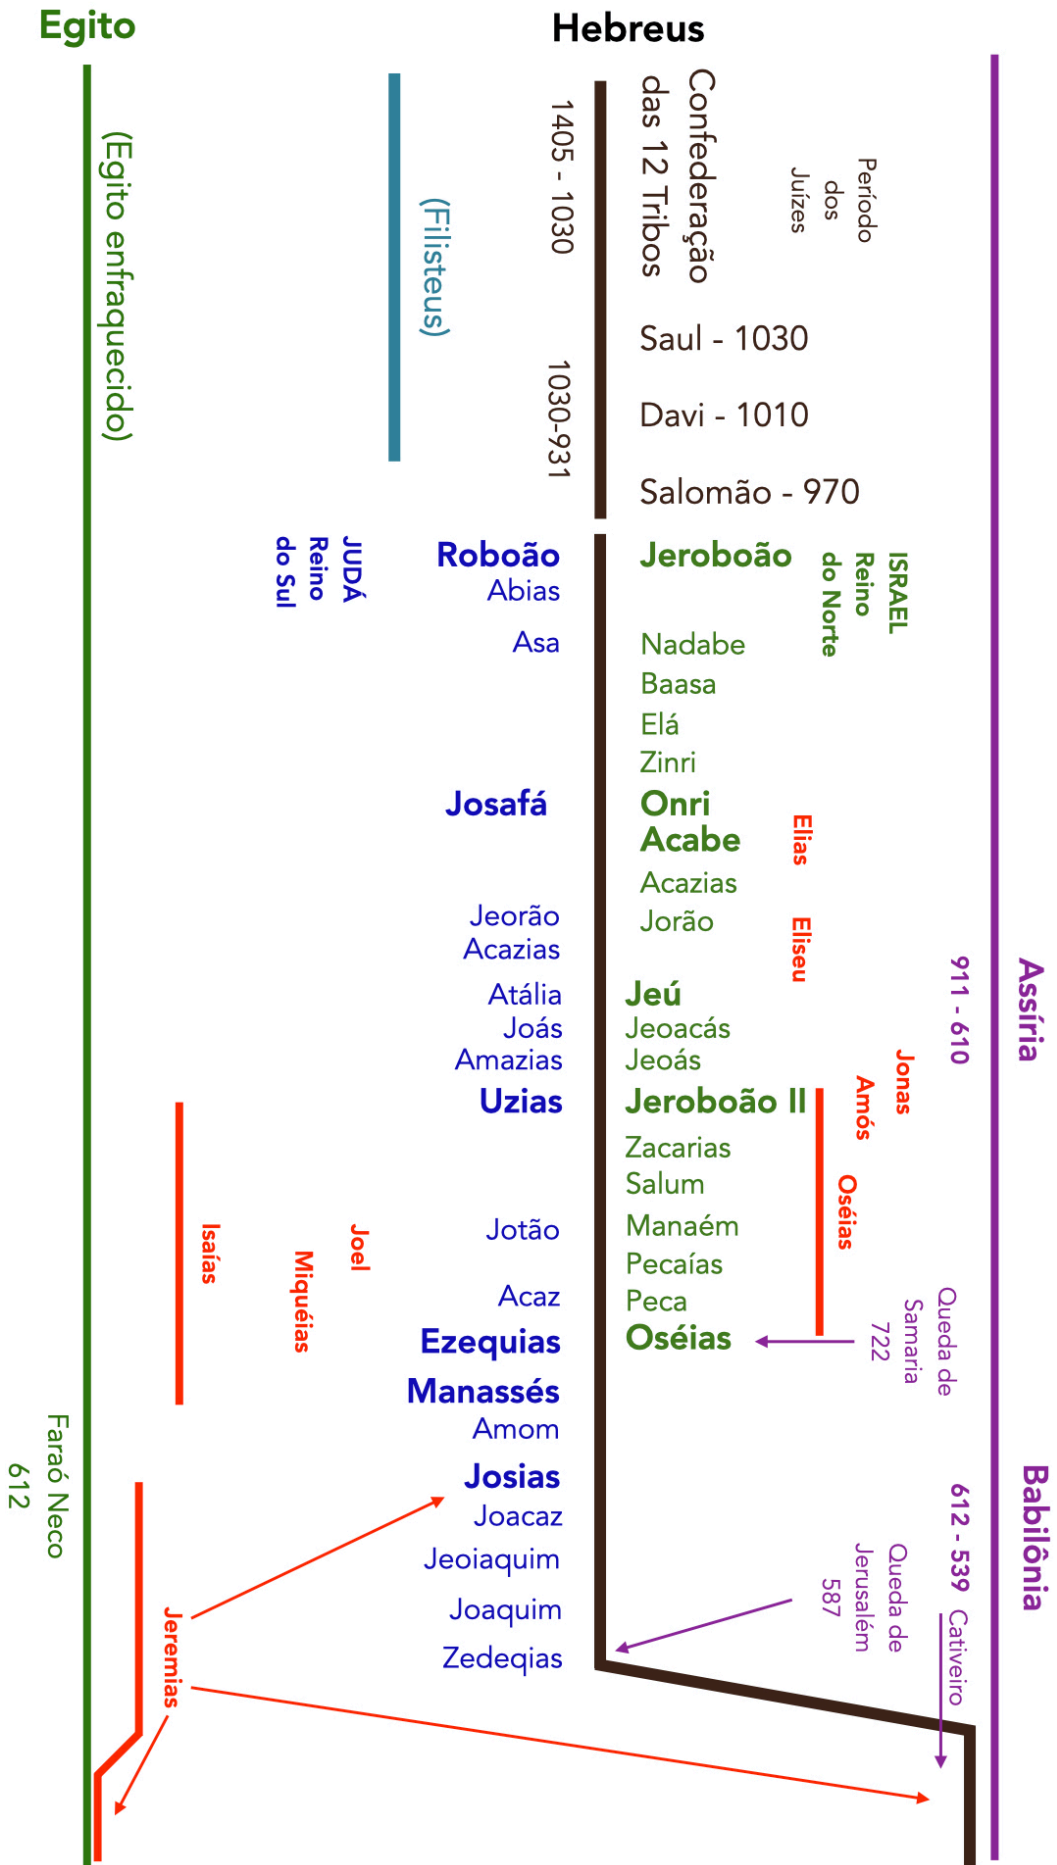 Egito
Hebreus
(Egito enfraquecido)
(Filisteus)
1405 - 1030
Confederação
das 12 Tribos
Período
dos
Juízes
Saul - 1030
1030-931
Davi - 1010
Salomão - 970
JUDÁ
Reino
do Sul
Roboão
Abias
Asa
Jeroboão
ISRAEL
Reino
do Norte
Nadabe
Baasa
Elá
Zinri
Josafá
Onri
Acabe
Elias
Acazias
Jeorão
Jorão
Eliseu
Acazias
Atália
Jeú
Joás
Jeoacás
Amazias
Jeoás
911 - 610
Assíria
Jonas
Amós
Uzias
Jeroboão II
Zacarias
Salum
Oséias
Isaías
Miquéias
Joel
Jotão
Manaém
Pecaías
Acaz
Peca
Ezequias
Oséias
Queda de
Samaria
722
Manassés
Amom
Faraó Neco
612
Josias
Joacaz
Jeoiaquim
Joaquim
Zedeqias
Jeremias
Babilônia
612 - 539
Cativeiro
Queda de
Jerusalém
587